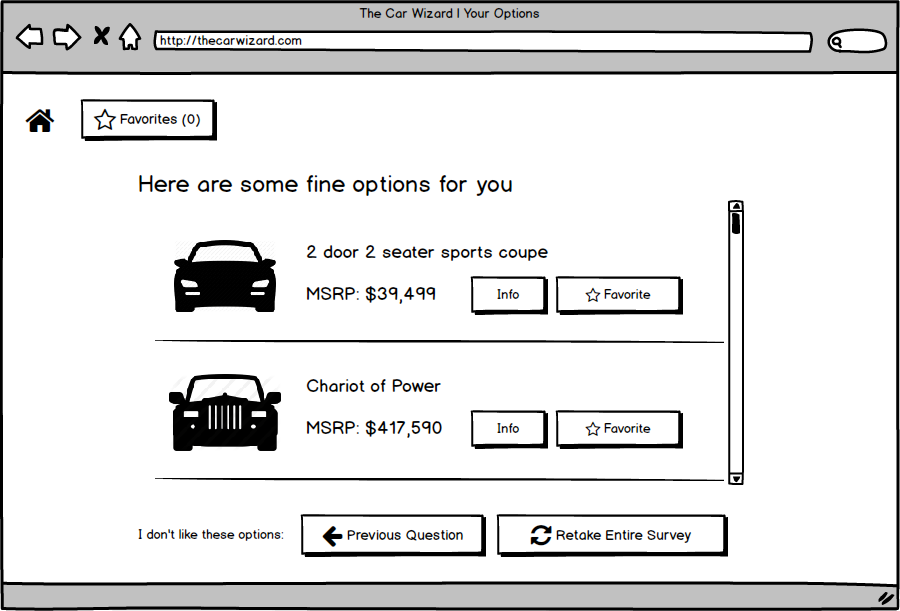 The Car Wizard | Your Options
http://thecarwizard.com
Favorites (0)
Here are some fine options for you
2 door 2 seater sports coupe
MSRP: $39,499
Info
Favorite
Chariot of Power
MSRP: $417,590
Info
Favorite
I don't like these options:
Previous Question
Retake Entire Survey